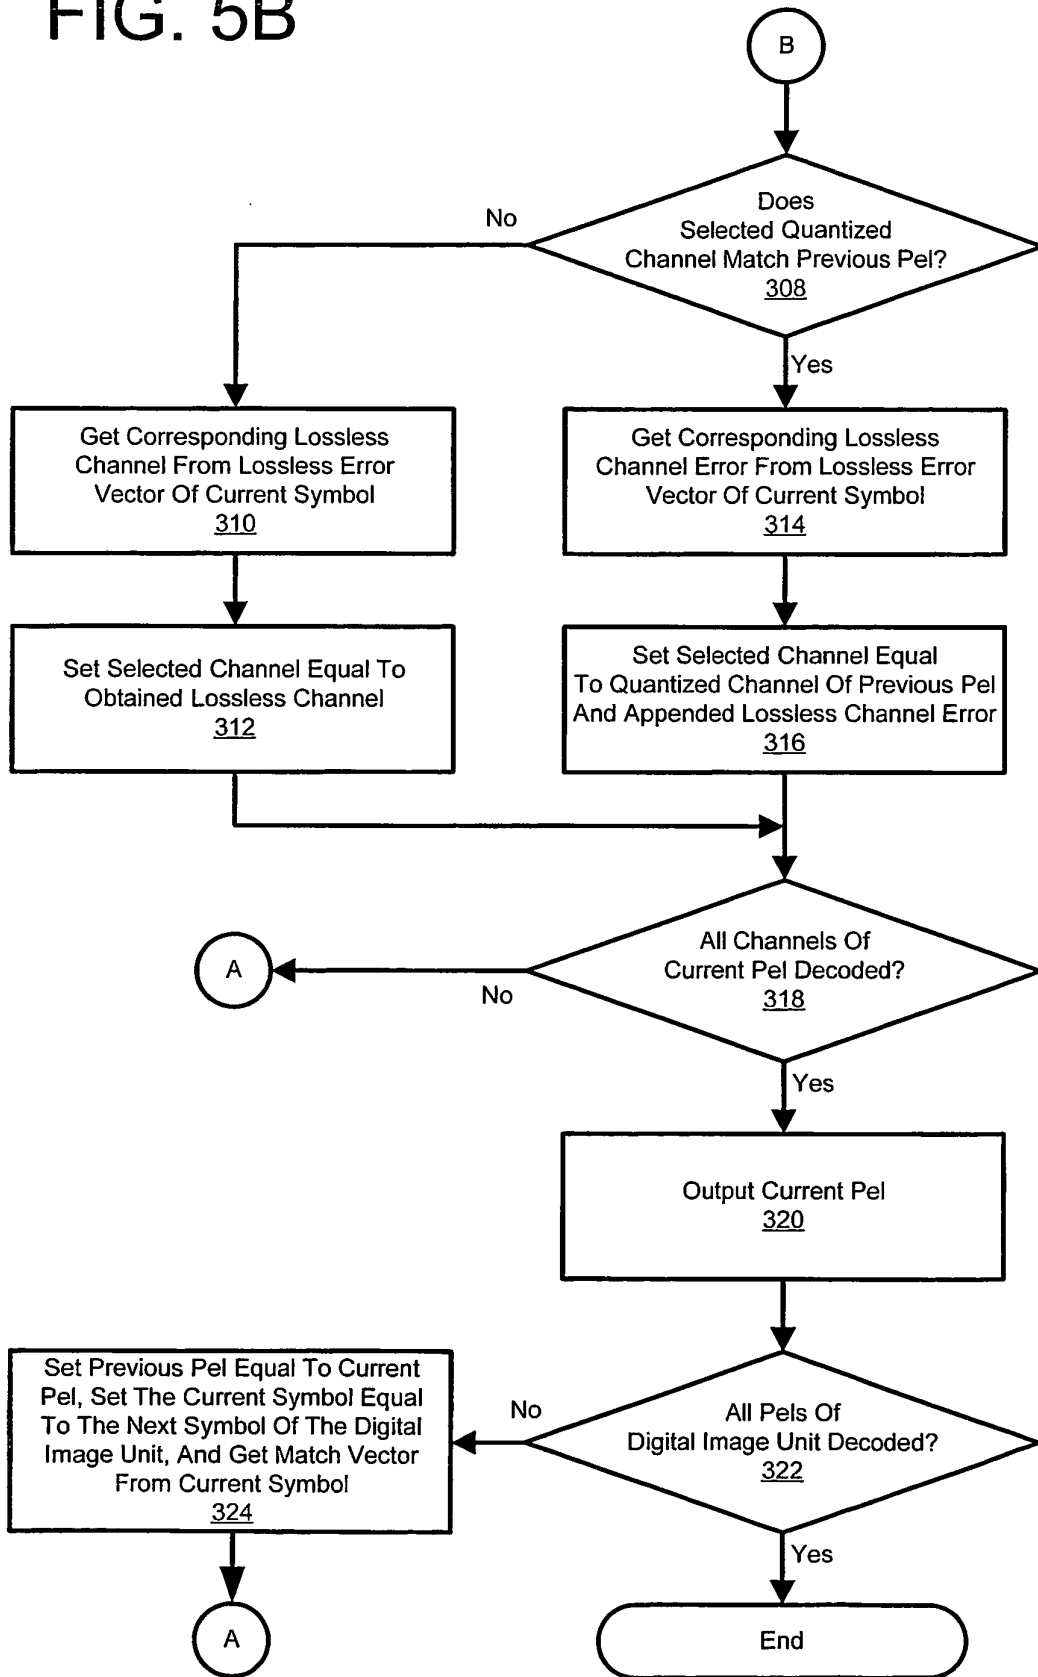 FIG. 5B
B
Does
Selected Quantized
Channel Match Previous Pel?
308
No
Yes
Get Corresponding Lossless
Channel From Lossless Error
Vector Of Current Symbol
310
Get Corresponding Lossless
Channel Error From Lossless Error
Vector Of Current Symbol
314
Set Selected Channel Equal To
Obtained Lossless Channel
312
Set Selected Channel Equal
To Quantized Channel Of Previous Pel
And Appended Lossless Channel Error
316
All Channels Of
Current Pel Decoded?
318
A
No
Yes
Output Current Pel
320
Set Previous Pel Equal To Current
Pel, Set The Current Symbol Equal
To The Next Symbol Of The Digital
Image Unit, And Get Match Vector
From Current Symbol
324
No
All Pels Of
Digital Image Unit Decoded?
322
Yes
A
End